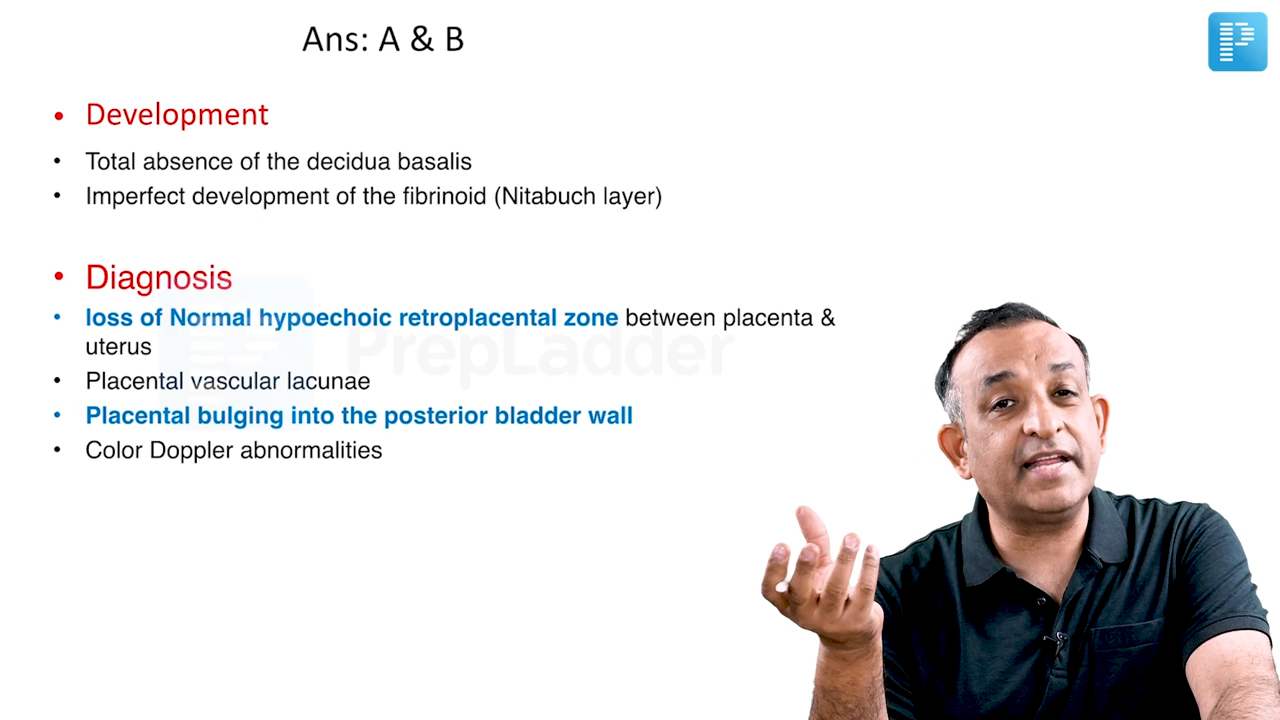 Ans: A & B
• Development
• Total absence of the decidua basalis
• Imperfect development of the fibrinoid (Nitabuch layer)
• Diagnosis
• loss of Normal hypoechoic retroplacental zone between placenta &
uterus
• Placental vascular lacunae
• Placental bulging into the posterior bladder wall
• Color Doppler abnormalities
PrepLadder